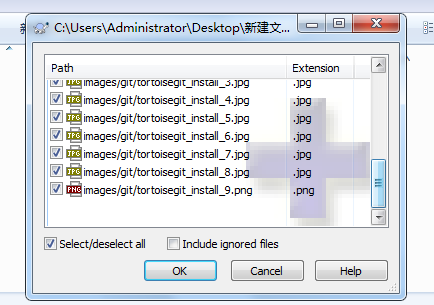 C:\Users\Administrator\Desktop\新建文...
Path Extension
images/git/tortoisegit_install_3.jpg .jpg
images/git/tortoisegit_install_4.jpg .jpg
images/git/tortoisegit_install_5.jpg .jpg
images/git/tortoisegit_install_6.jpg .jpg
images/git/tortoisegit_install_7.jpg .jpg
images/git/tortoisegit_install_8.jpg .jpg
images/git/tortoisegit_install_9.png .png
Select/deselect all Include ignored files
OK Cancel Help